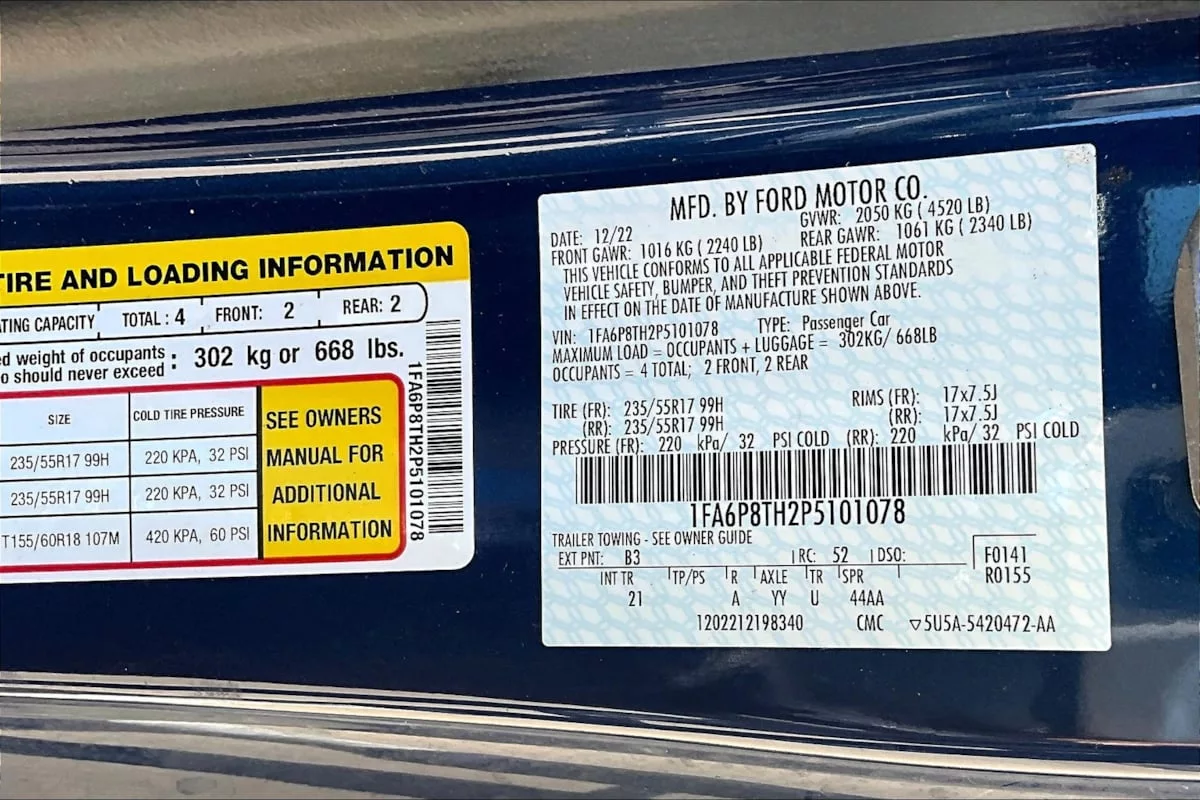 TIRE AND LOADING INFORMATION
TOTAL : 4 FRONT: 2 REAR: 2
CAPACITY
weight of occupants : 302 kg or 668 lbs.
should never exceed
SIZE COLD TIRE PRESSURE
235/55R17 99H 220 KPA, 32 PSI
235/55R17 99H 220 KPA, 32 PSI
T155/60R18 107M 420 KPA, 60 PSI
SEE OWNERS
MANUAL FOR
ADDITIONAL
INFORMATION
1FA6P8TH2P5101078
MFD. BY FORD MOTOR CO.
DATE: 12/22 GVWR: 2050 KG ( 4520 LB)
FRONT GAWR: 1016 KG ( 2240 LB) REAR GAWR: 1061 KG ( 2340 LB)
THIS VEHICLE CONFORMS TO ALL APPLICABLE FEDERAL MOTOR
VEHICLE SAFETY, BUMPER, AND THEFT PREVENTION STANDARDS
IN EFFECT ON THE DATE OF MANUFACTURE SHOWN ABOVE.
VIN: 1FA6P8TH2P5101078 TYPE: Passenger Car
MAXIMUM LOAD = OCCUPANTS + LUGGAGE = 302KG/ 668LB
OCCUPANTS = 4 TOTAL; 2 FRONT, 2 REAR
TIRE (FR): 235/55R17 99H RIMS (FR): 17x7.5J
(RR): 235/55R17 99H (RR): 17x7.5J
PRESSURE (FR): 220 kPa/ 32 PSI COLD (RR): 220 kPa/ 32 PSI COLD
1FA6P8TH2P5101078
TRAILER TOWING - SEE OWNER GUIDE
EXT PNT: B3 RC: 52 DSO: F0141
INT TR TP/PS R AXLE TR SPR R0155
21 A YY U 44AA
1202212198340 CMC ▽5U5A-5420472-AA